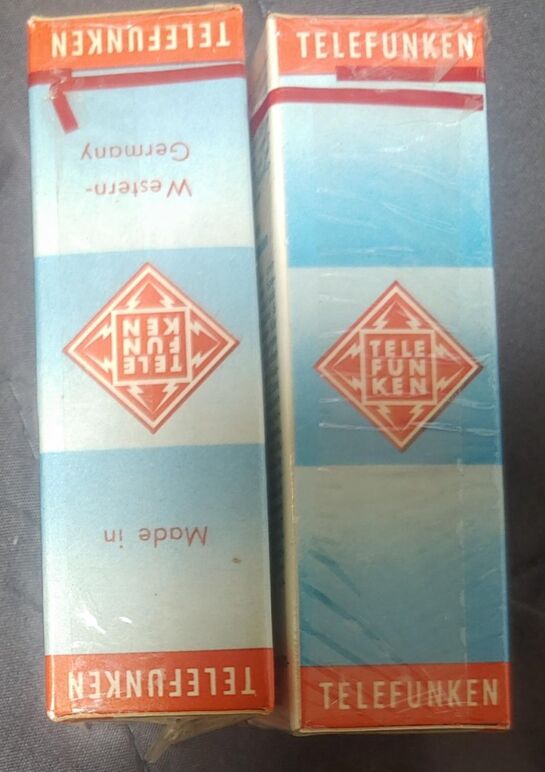 TELEFUNKEN
Made in
TELE
FUN
KEN
Western-
Germany
TELEFUNKEN
TELEFUNKEN
TELE
FUN
KEN
TELEFUNKEN